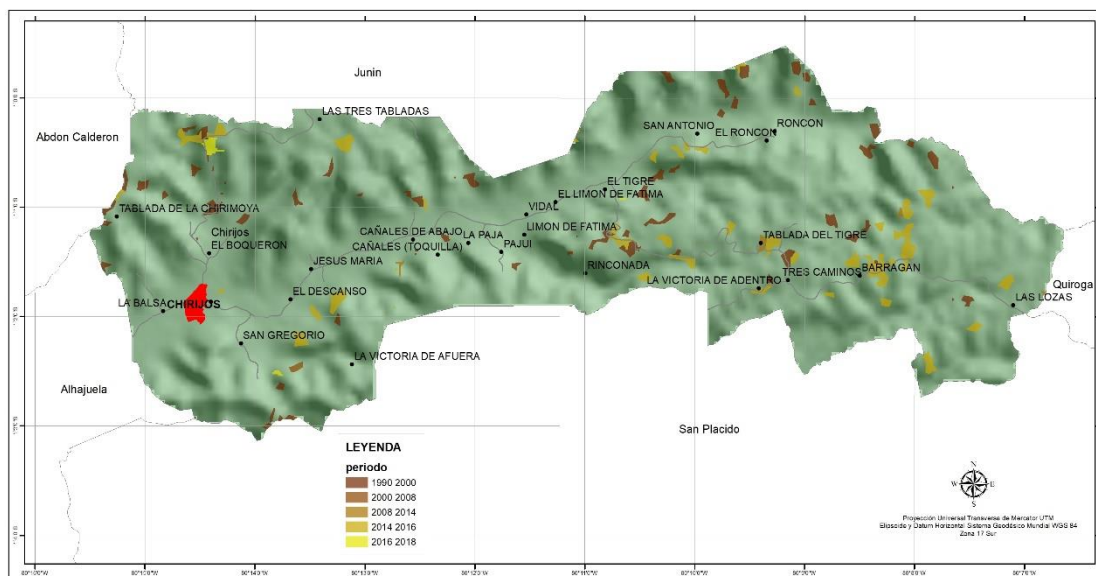 Junin
LAS TRES TABLADAS
Abdon Calderon
SAN ANTONIO
RONCON
EL RONCON
EL TIGRE
EL LIMON DE FATIMA
TABLADA DE LA CHIRIMOYA
VIDAL
Chirijos
EL BOQUERON
CAÑALES DE ABAJO
LA PAJA
LIMON DE FATIMA
CAÑALES (TOQUILLA)
PAJUI
TABLADA DEL TIGRE
JESUS MARIA
RINCONADA
TRES CAMINOS
BARRAGAN
LA VICTORIA DE ADENTRO
Quiroga
LA BALSA
CHIRIJOS
EL DESCANSO
LAS LOZAS
SAN GREGORIO
LA VICTORIA DE AFUERA
Alhajuela
San Placido
LEYENDA
periodo
1990 2000
2000 2008
2008 2014
2014 2016
2016 2018
N
W E
S
Proyección Universal Transversa de Mercator UTM
Elipsoide y Datum Horizontal Sistema Geodésico Mundial WGS 84
Zona 17 Sur